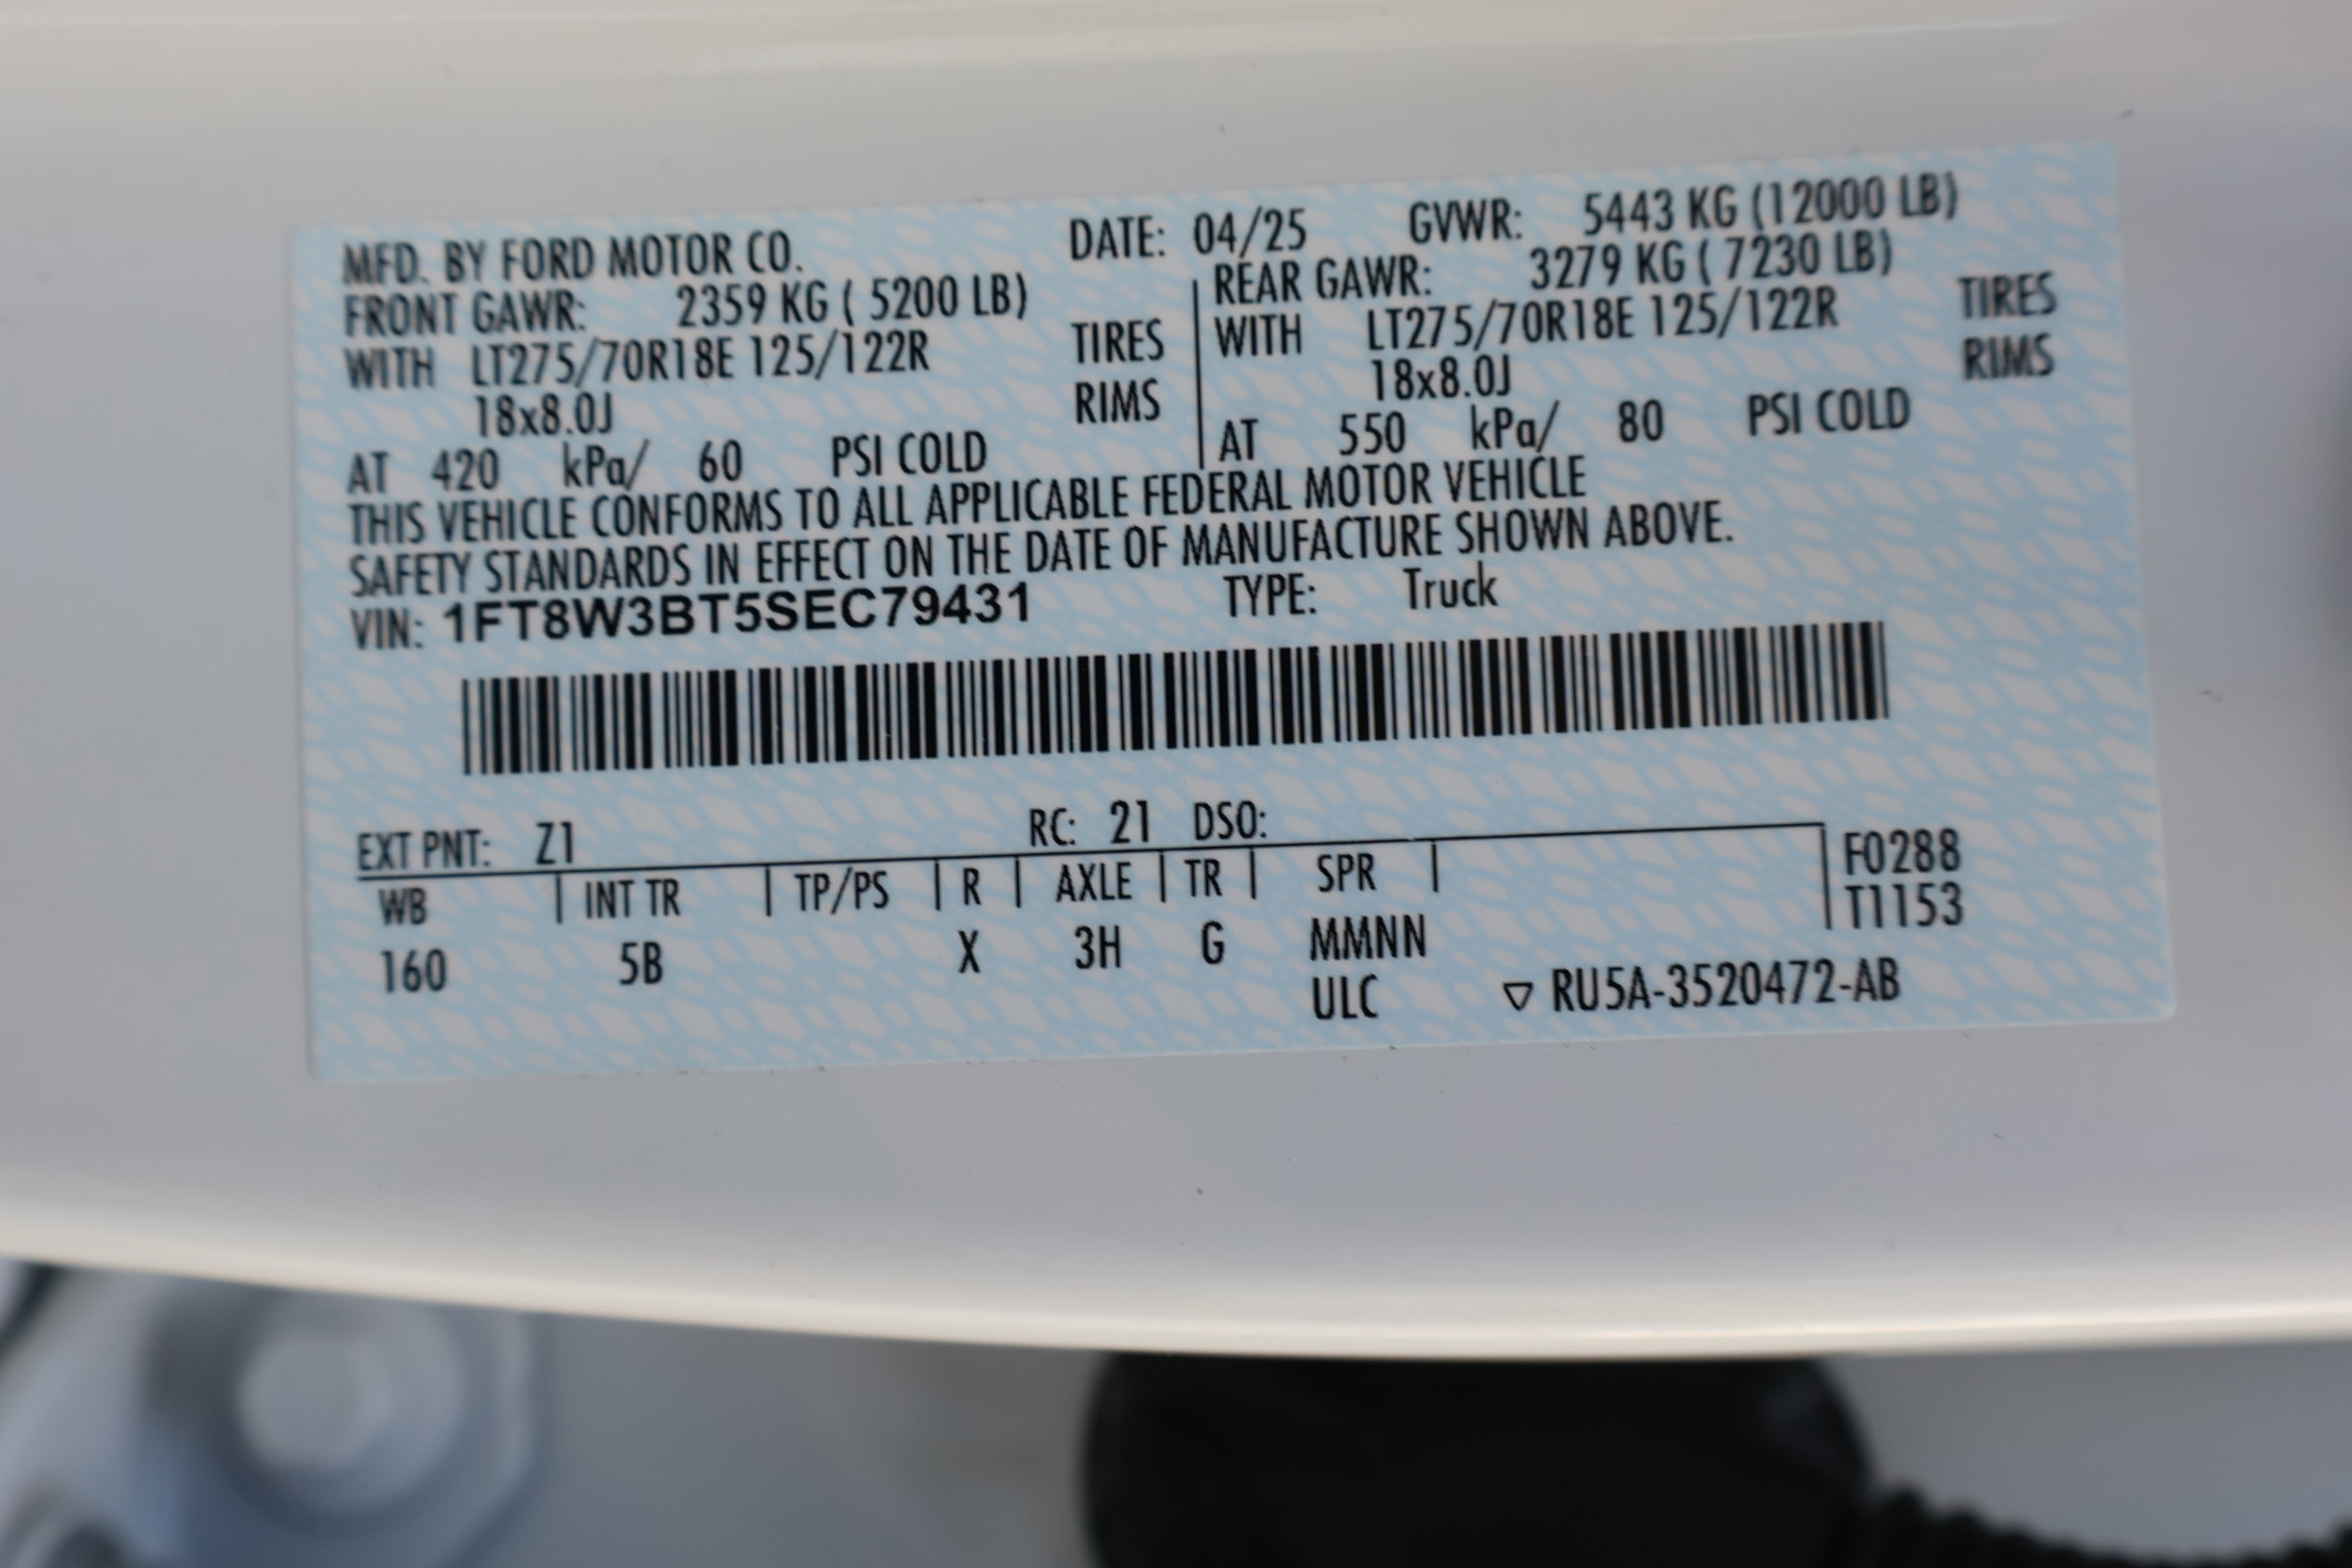 MFD. BY FORD MOTOR CO. DATE: 04/25 GVWR: 5443 KG (12000 LB)
FRONT GAWR: 2359 KG ( 5200 LB) REAR GAWR: 3279 KG ( 7230 LB)
WITH LT275/70R18E 125/122R TIRES WITH LT275/70R18E 125/122R TIRES
18x8.0J RIMS 18x8.0J RIMS
AT 420 kPa/ 60 PSI COLD AT 550 kPa/ 80 PSI COLD
THIS VEHICLE CONFORMS TO ALL APPLICABLE FEDERAL MOTOR VEHICLE
SAFETY STANDARDS IN EFFECT ON THE DATE OF MANUFACTURE SHOWN ABOVE.
VIN: 1FT8W3BT5SEC79431 TYPE: Truck
EXT PNT: Z1 RC: 21 DSO:
WB INT TR TP/PS R AXLE TR SPR F0288
T1153
160 5B X 3H G MMNN
ULC ▽ RU5A-3520472-AB